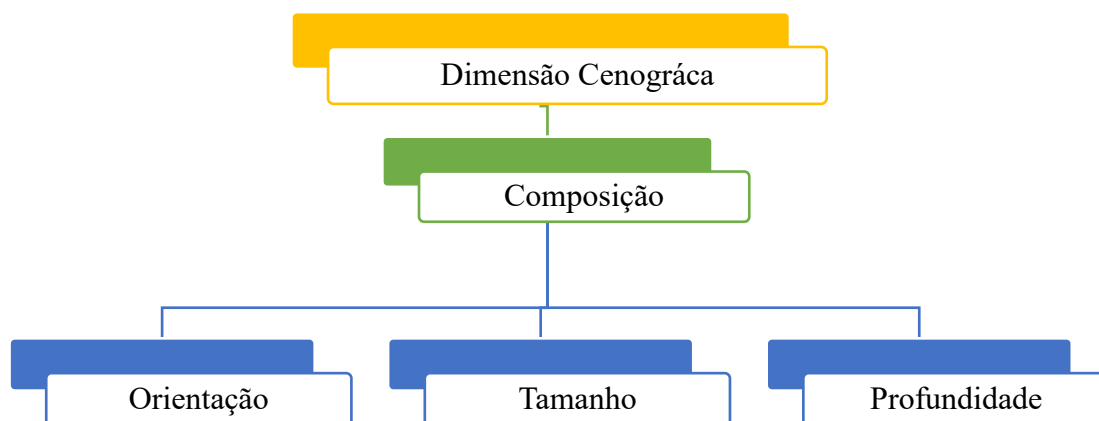 Dimensão Cenográca
Composição
Orientação
Tamanho
Profundidade